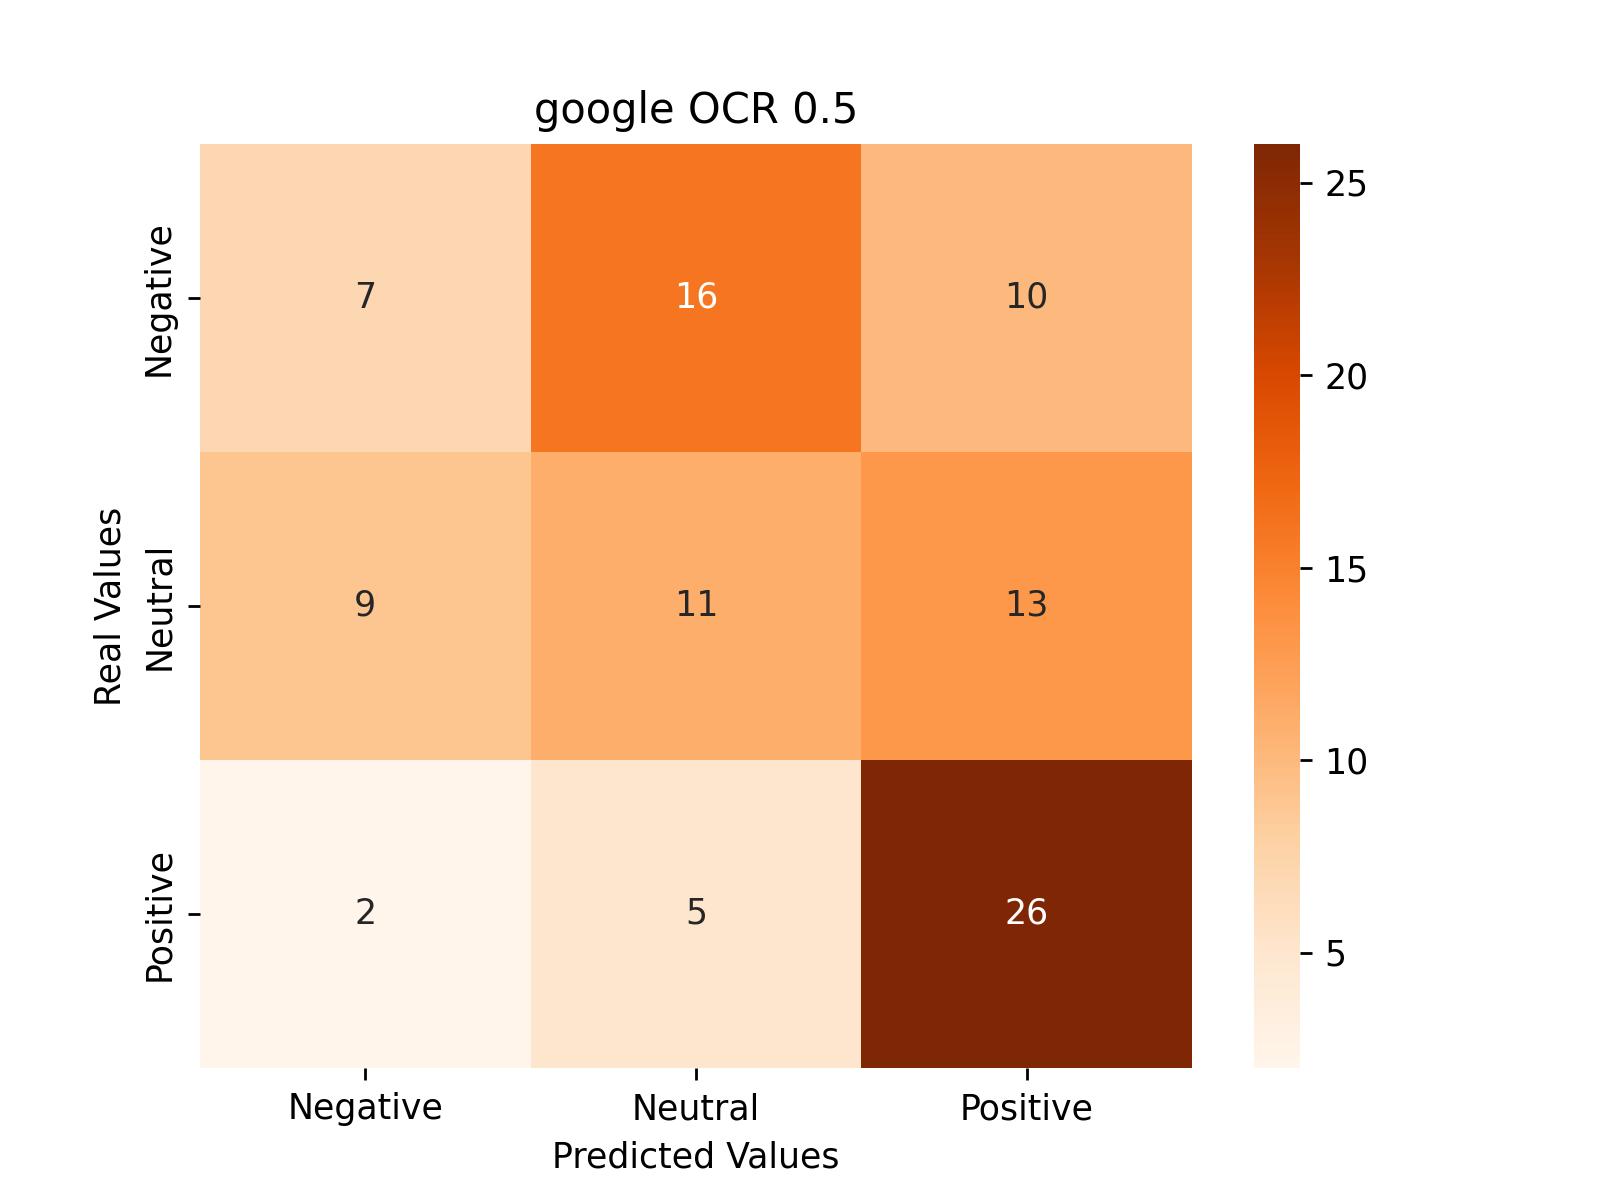 google OCR 0.5
Real Values
Negative
7 16 10
Neutral
9 11 13
Positive
2 5 26
Negative Neutral Positive
Predicted Values
25
20
15
10
5